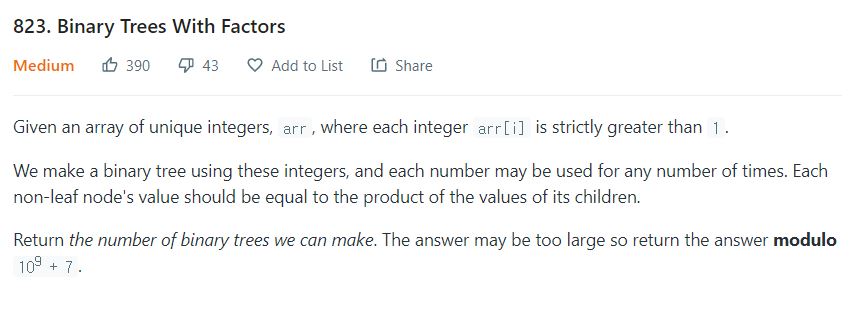 823. Binary Trees With Factors
Medium 390 43 Add to List Share
Given an array of unique integers, arr , where each integer arr[i] is strictly greater than 1 .
We make a binary tree using these integers, and each number may be used for any number of times. Each
non-leaf node's value should be equal to the product of the values of its children.
Return the number of binary trees we can make. The answer may be too large so return the answer modulo
10⁹ + 7 .